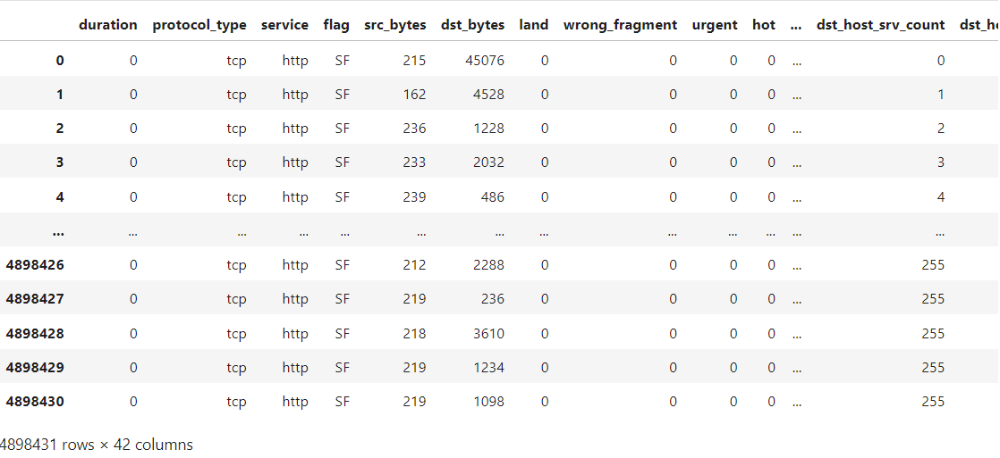 duration protocol_type service flag src_bytes dst_bytes land wrong_fragment urgent hot ... dst_host_srv_count
0 0 tcp http SF 215 45076 0 0 0 0 ... 0
1 0 tcp http SF 162 4528 0 0 0 0 ... 1
2 0 tcp http SF 236 1228 0 0 0 0 ... 2
3 0 tcp http SF 233 2032 0 0 0 0 ... 3
4 0 tcp http SF 239 486 0 0 0 0 ... 4
... ... ... ... ... ... ... ... ... ... ... ... ...
4898426 0 tcp http SF 212 2288 0 0 0 0 ... 255
4898427 0 tcp http SF 219 236 0 0 0 0 ... 255
4898428 0 tcp http SF 218 3610 0 0 0 0 ... 255
4898429 0 tcp http SF 219 1234 0 0 0 0 ... 255
4898430 0 tcp http SF 219 1098 0 0 0 0 ... 255
4898431 rows × 42 columns